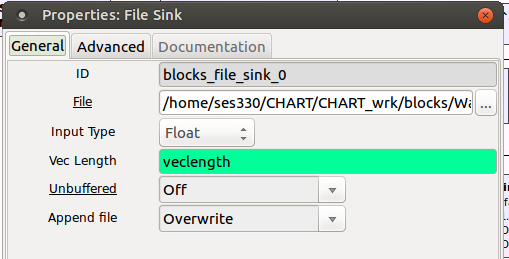 Properties: File Sink
General Advanced Documentation
ID blocks_file_sink_0
File /home/ses330/CHART/CHART_wrk/blocks/Wa ...
Input Type Float
Vec Length veclength
Unbuffered Off
Append file Overwrite